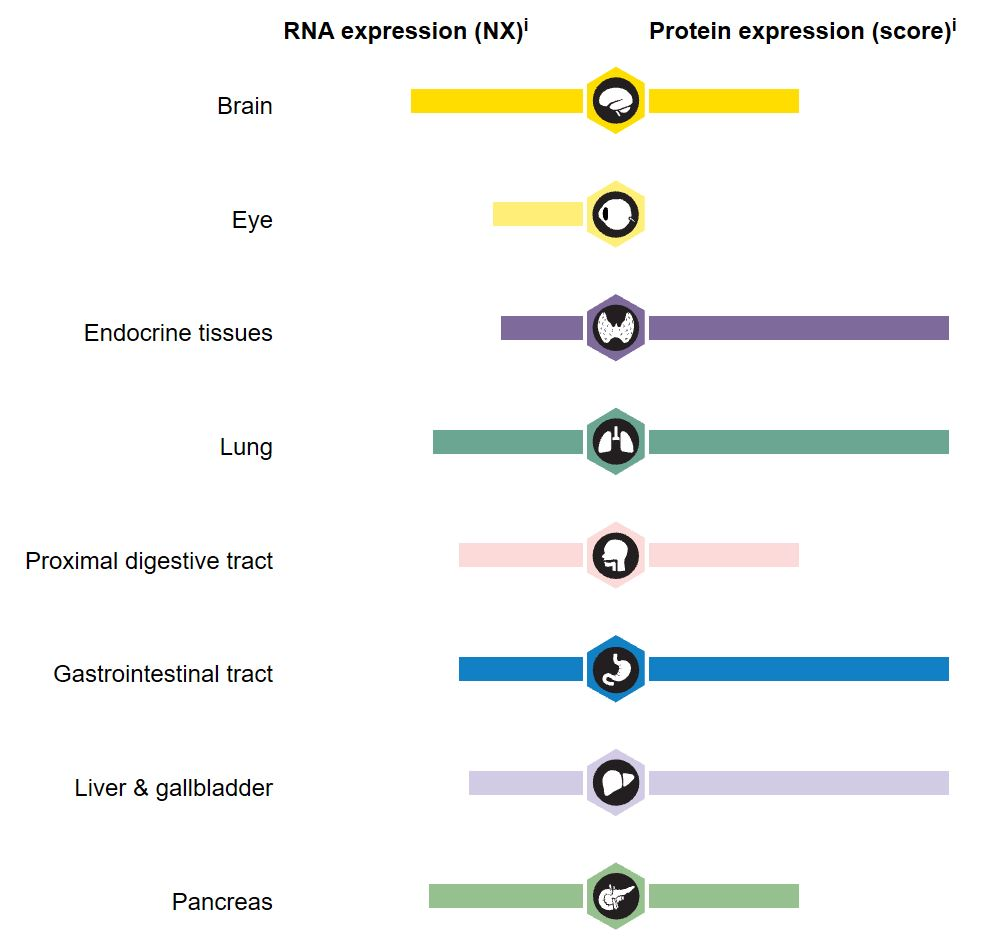 RNA expression (NX)i Protein expression (score)i
Brain
Eye
Endocrine tissues
Lung
Proximal digestive tract
Gastrointestinal tract
Liver & gallbladder
Pancreas